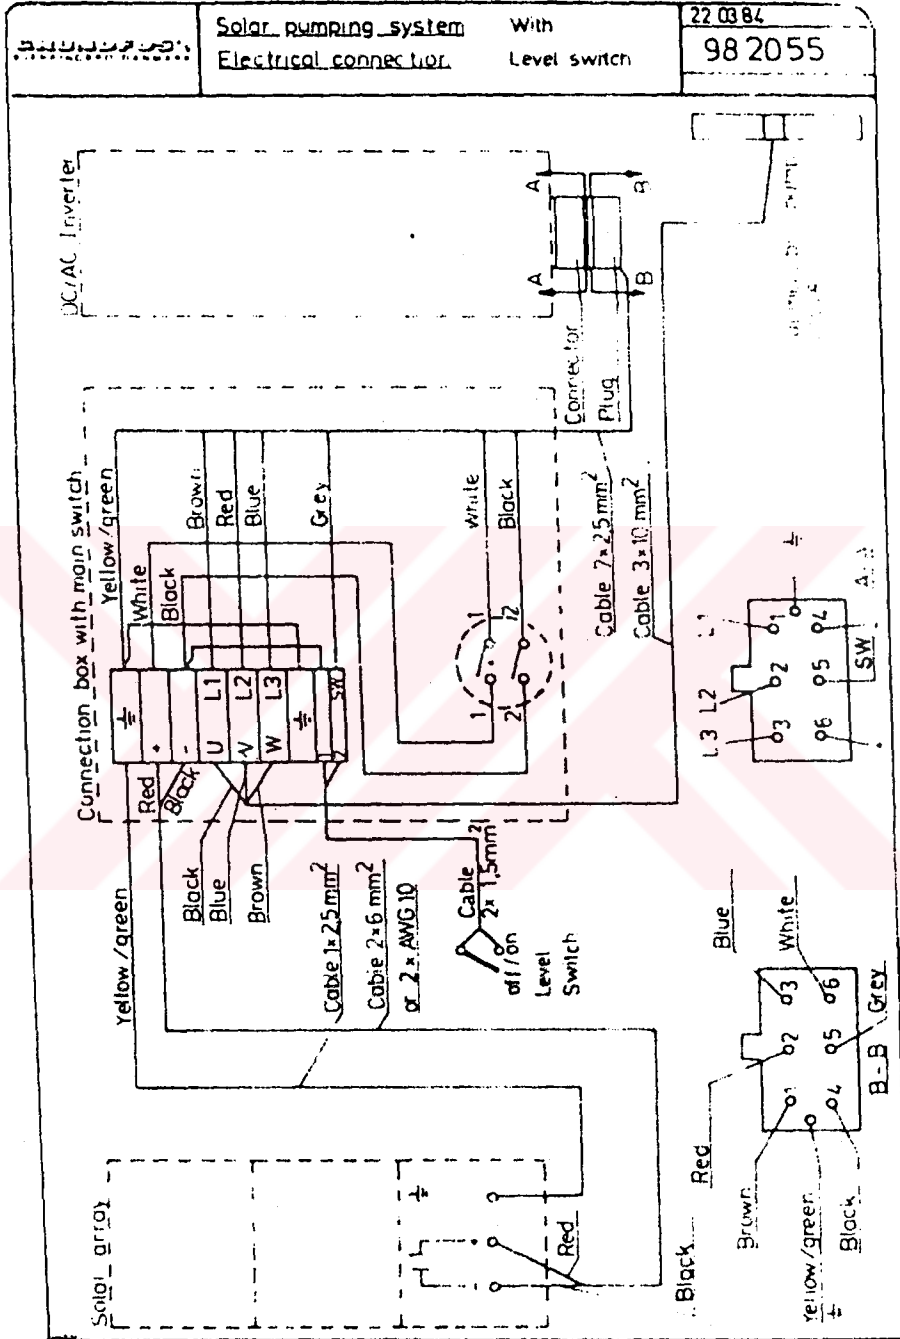 GRUNDFOS
Solar pumping system
Electrical connection
With
Level switch
22 03 84
98 2055
DC/AC Inverter
A
A
B
B
Connector
Plug
Connection box with main switch
Yellow/green
White
Black
Brown
Red
Blue
Grey
White
Black
+
-
U
V
W
L1
L2
L3
SW
1
2
1
2
Cable 7×2,5mm²
Cable 3×10 mm²
Yellow/green
Red
Black
Black
Blue
Brown
Cable 1×2,5 mm²
Cable 2×6 mm²
or 2×AWG 10
Cable
2×1,5mm²
off/on
Level
Switch
L2
L3
1
2
3
4
5
6
SW
Solar array
Red
Black
Blue
White
Red
Brown
Yellow/green
Black
Grey
1
2
3
4
5
6
B-B